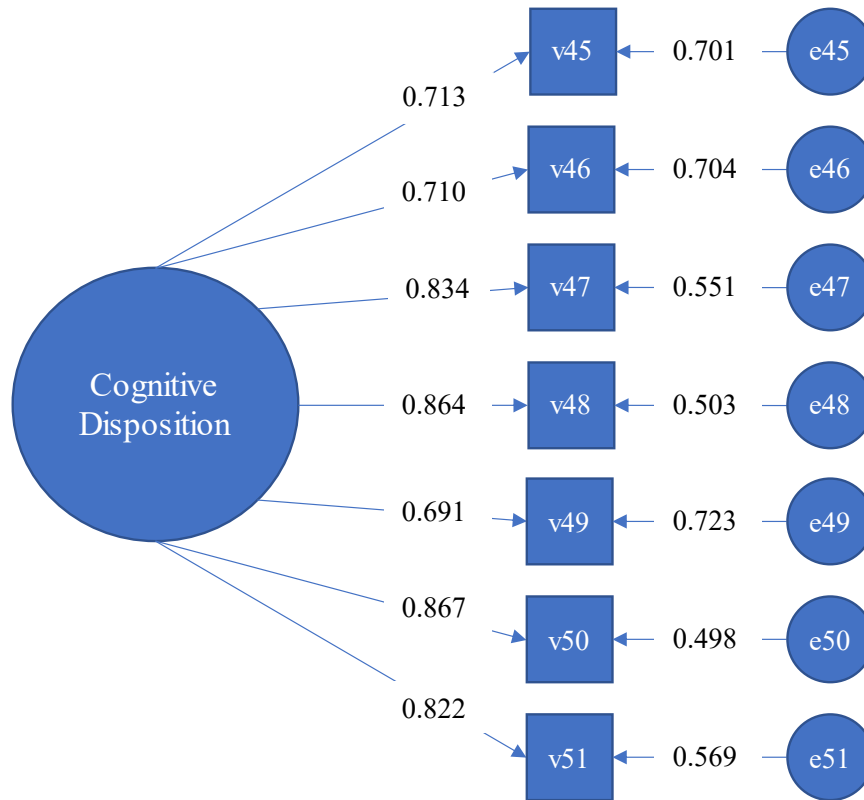 v45
0.701
e45
0.713
v46
0.704
e46
0.710
v47
0.551
e47
0.834
Cognitive
Disposition
0.864
v48
0.503
e48
0.691
v49
0.723
e49
0.867
v50
0.498
e50
0.822
v51
0.569
e51